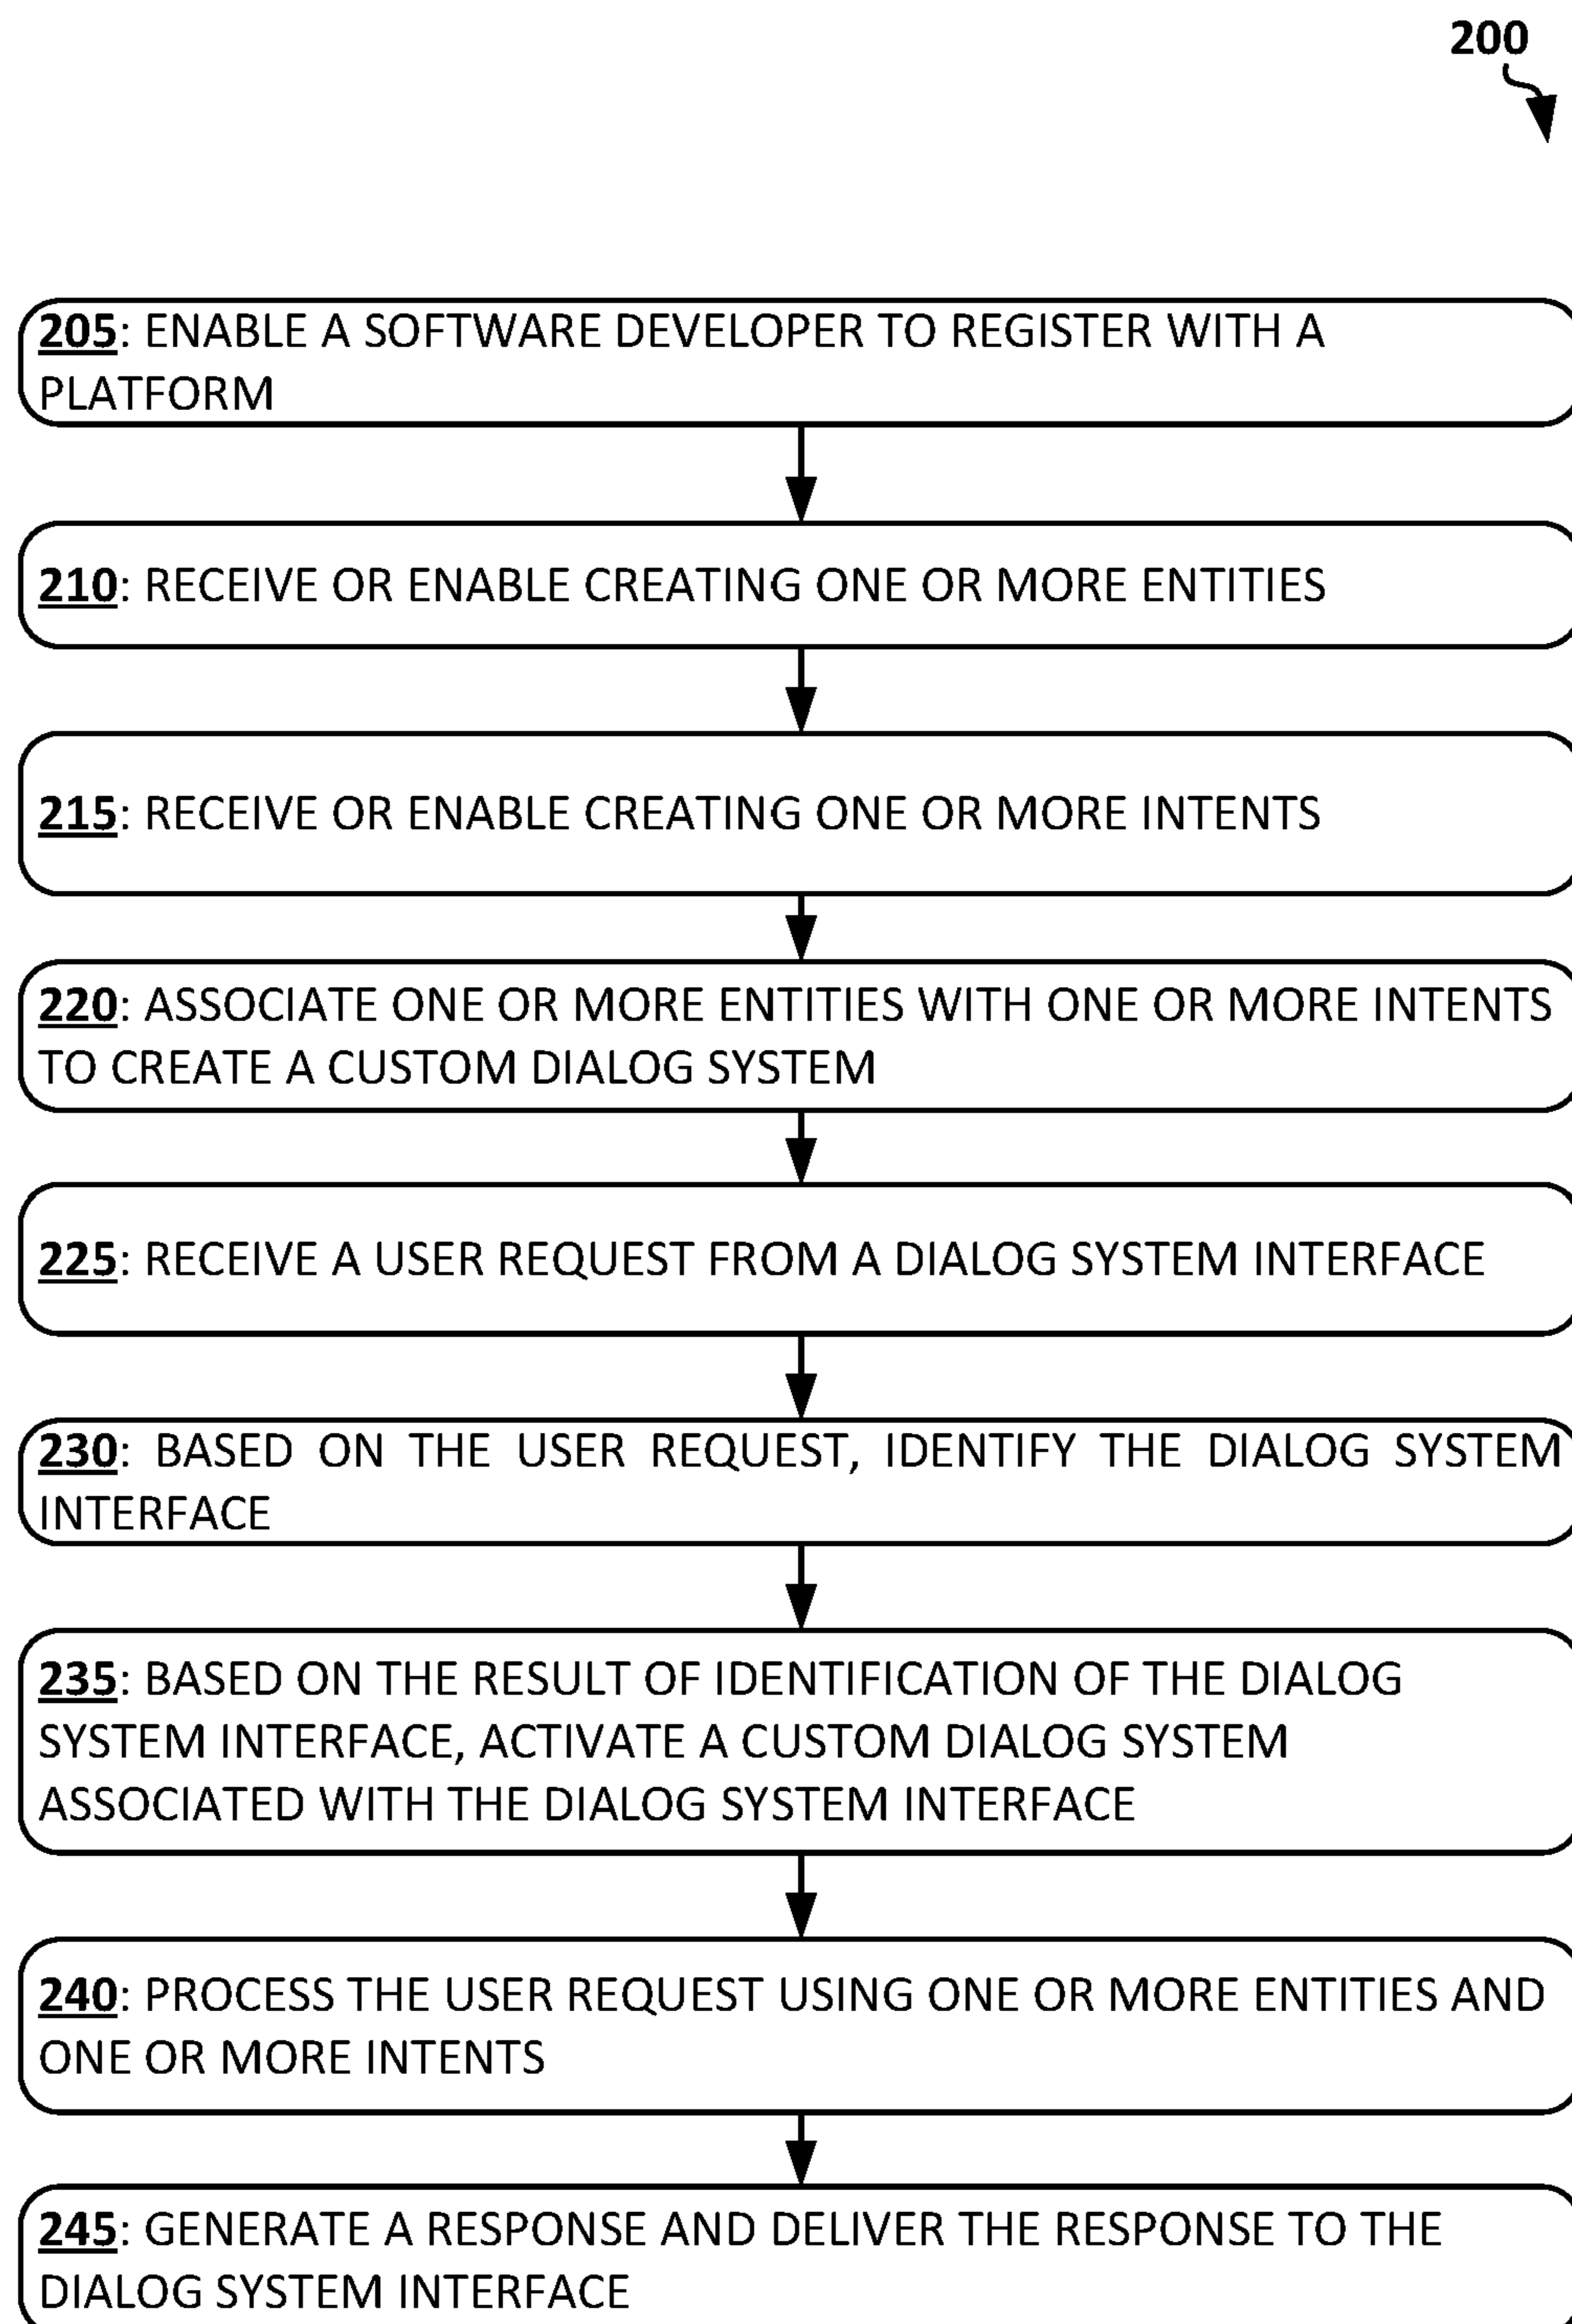 200
205: ENABLE A SOFTWARE DEVELOPER TO REGISTER WITH A
PLATFORM
210: RECEIVE OR ENABLE CREATING ONE OR MORE ENTITIES
215: RECEIVE OR ENABLE CREATING ONE OR MORE INTENTS
220: ASSOCIATE ONE OR MORE ENTITIES WITH ONE OR MORE INTENTS
TO CREATE A CUSTOM DIALOG SYSTEM
225: RECEIVE A USER REQUEST FROM A DIALOG SYSTEM INTERFACE
230: BASED ON THE USER REQUEST, IDENTIFY THE DIALOG SYSTEM
INTERFACE
235: BASED ON THE RESULT OF IDENTIFICATION OF THE DIALOG
SYSTEM INTERFACE, ACTIVATE A CUSTOM DIALOG SYSTEM
ASSOCIATED WITH THE DIALOG SYSTEM INTERFACE
240: PROCESS THE USER REQUEST USING ONE OR MORE ENTITIES AND
ONE OR MORE INTENTS
245: GENERATE A RESPONSE AND DELIVER THE RESPONSE TO THE
DIALOG SYSTEM INTERFACE